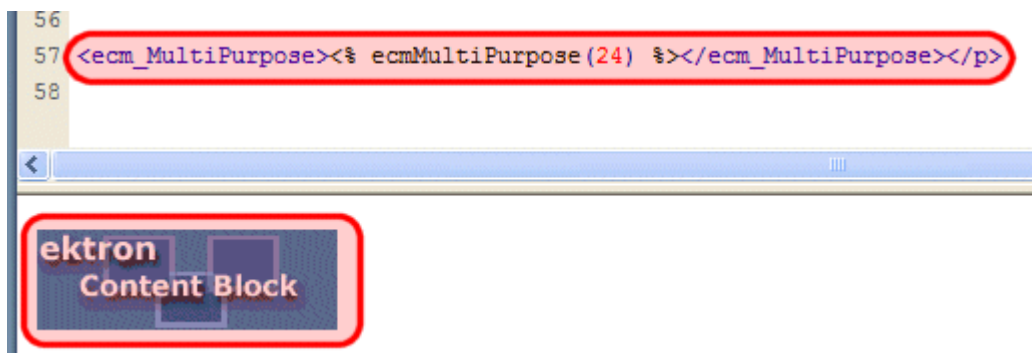 56
57 <ecm_MultiPurpose><% ecmMultiPurpose(24) %></ecm_MultiPurpose></p>
58
ektron
Content Block